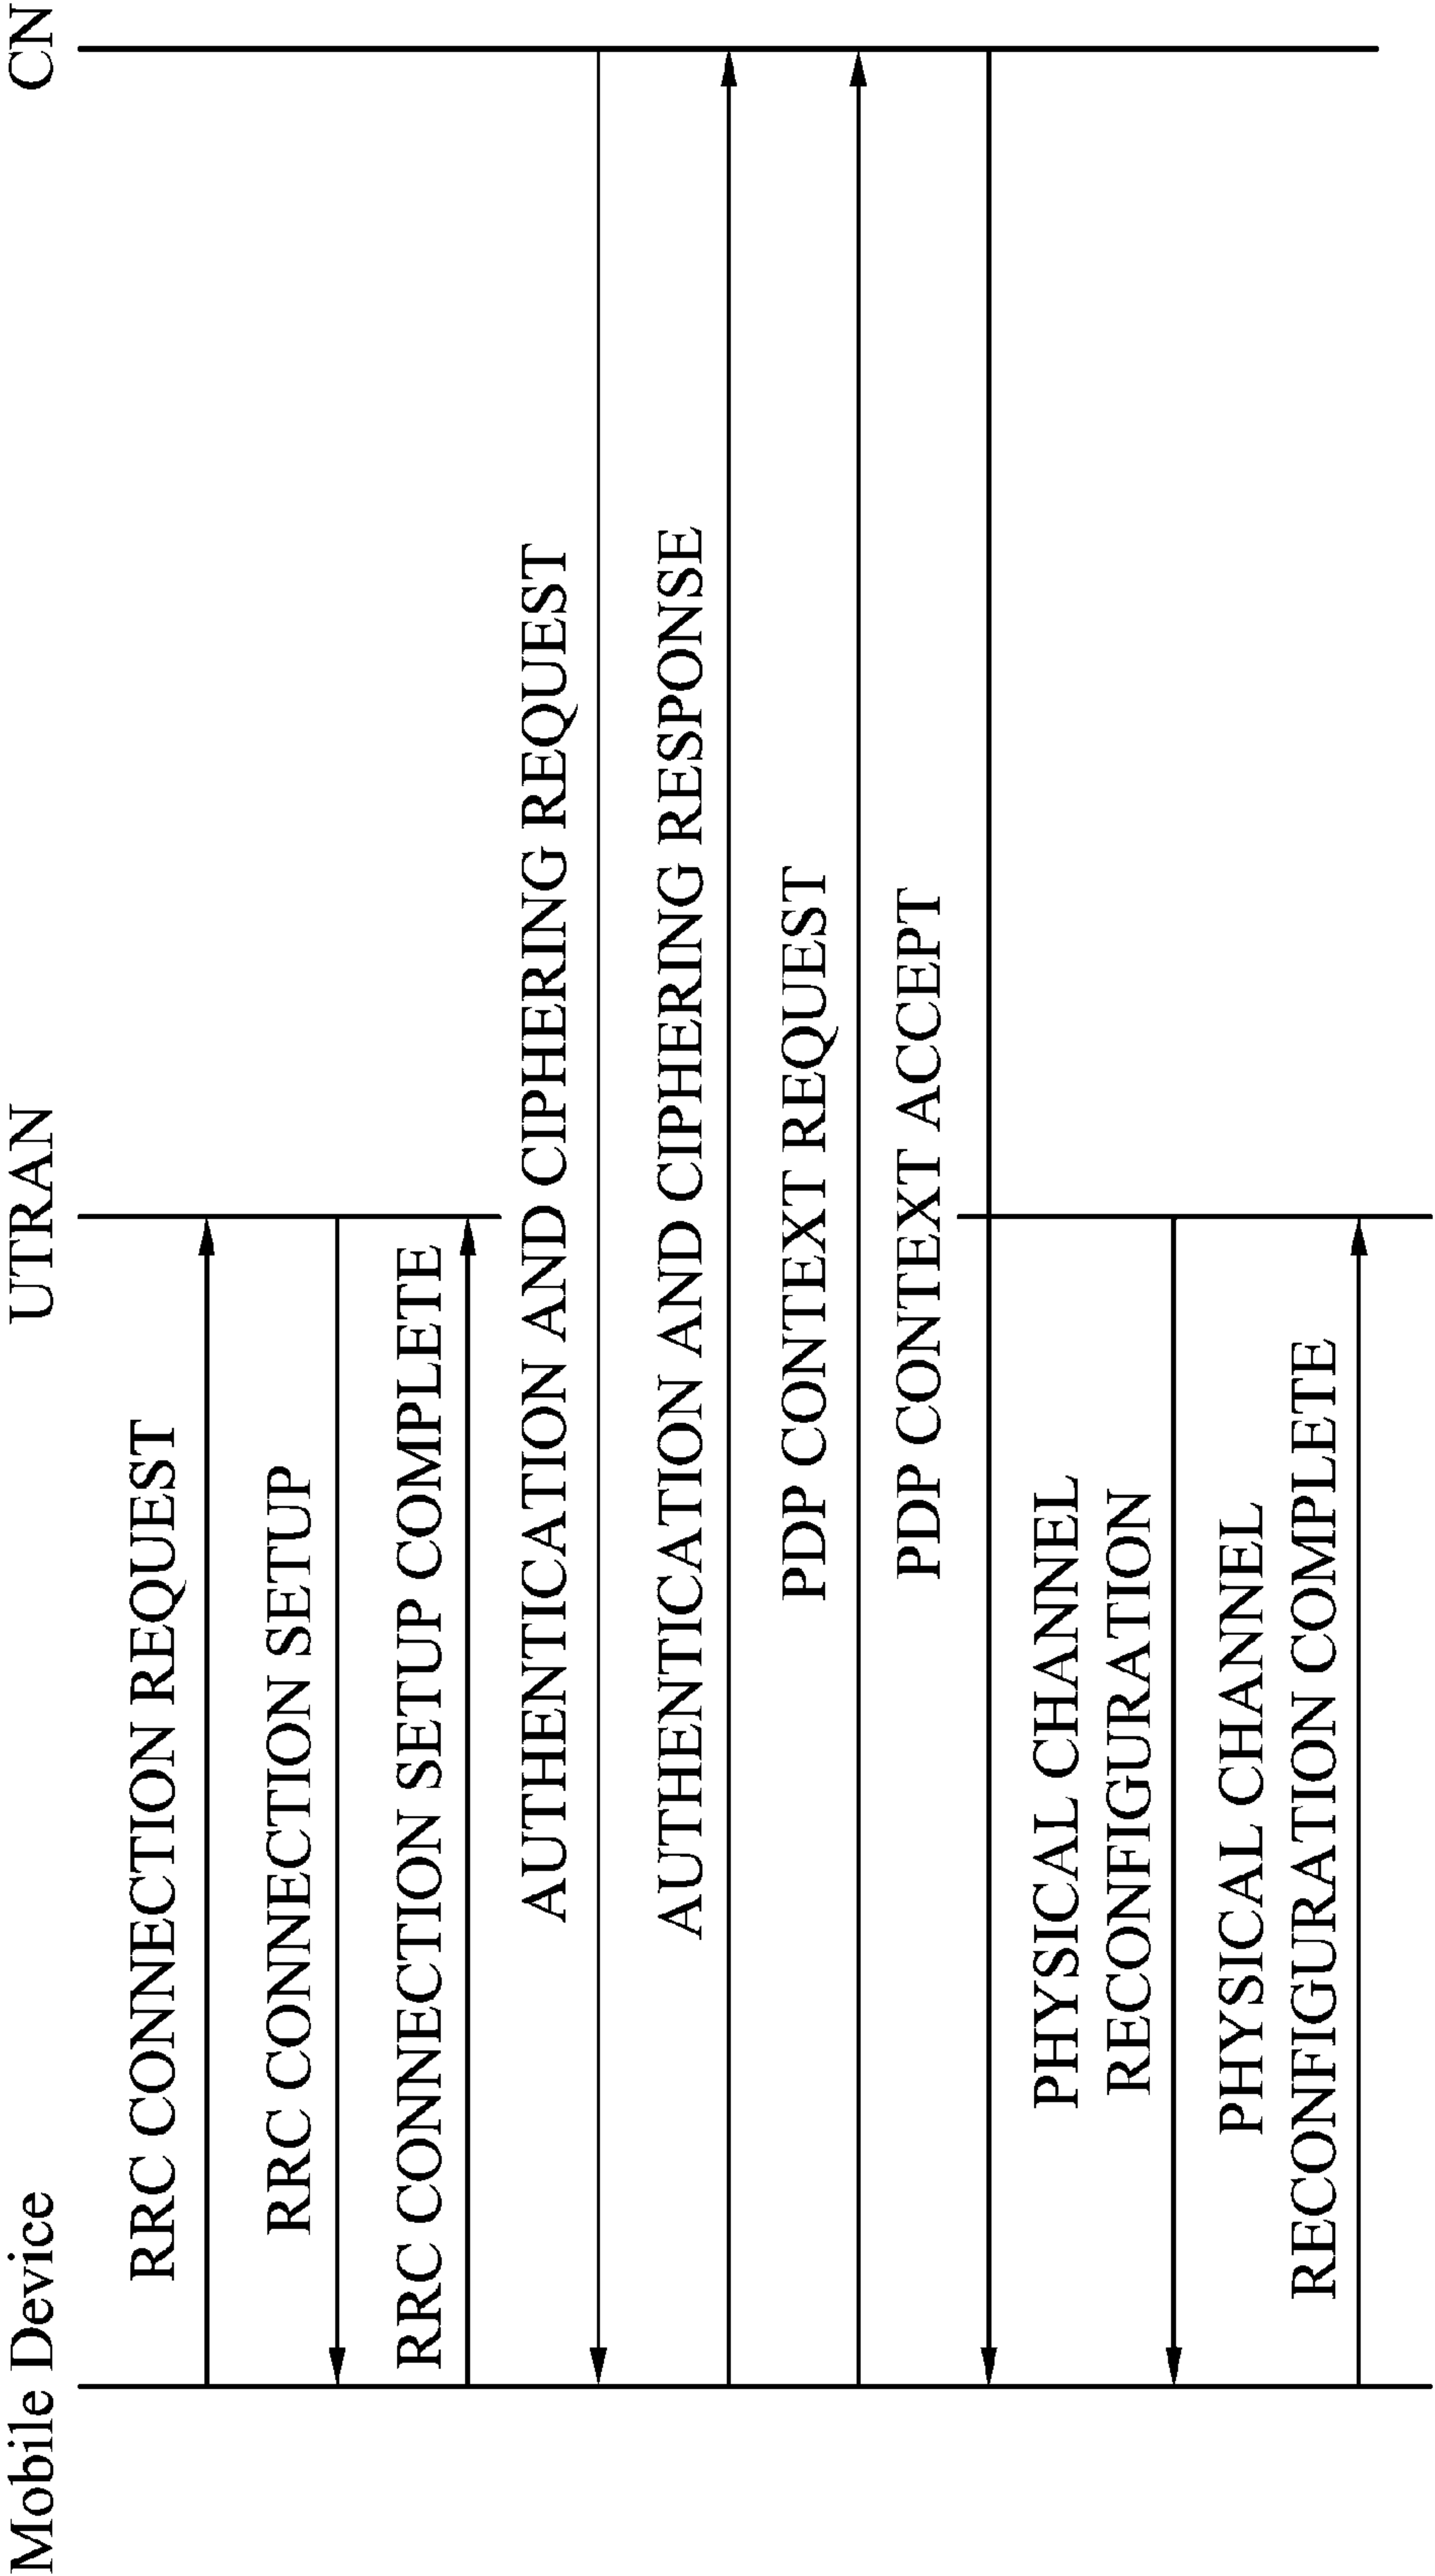 Mobile Device
UTRAN
CN
RRC CONNECTION REQUEST
RRC CONNECTION SETUP
RRC CONNECTION SETUP COMPLETE
AUTHENTICATION AND CIPHERING REQUEST
AUTHENTICATION AND CIPHERING RESPONSE
PDP CONTEXT REQUEST
PDP CONTEXT ACCEPT
PHYSICAL CHANNEL
RECONFIGURATION
PHYSICAL CHANNEL
RECONFIGURATION COMPLETE